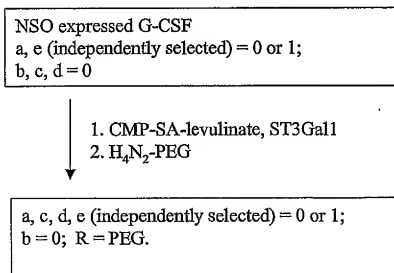 NSO expressed G-CSF
a, e (independently selected) = 0 or 1;
b, c, d = 0
1. CMP-SA-levulinate, ST3Gal1
2. H₄N₂-PEG
a, c, d, e (independently selected) = 0 or 1;
b = 0; R = PEG.